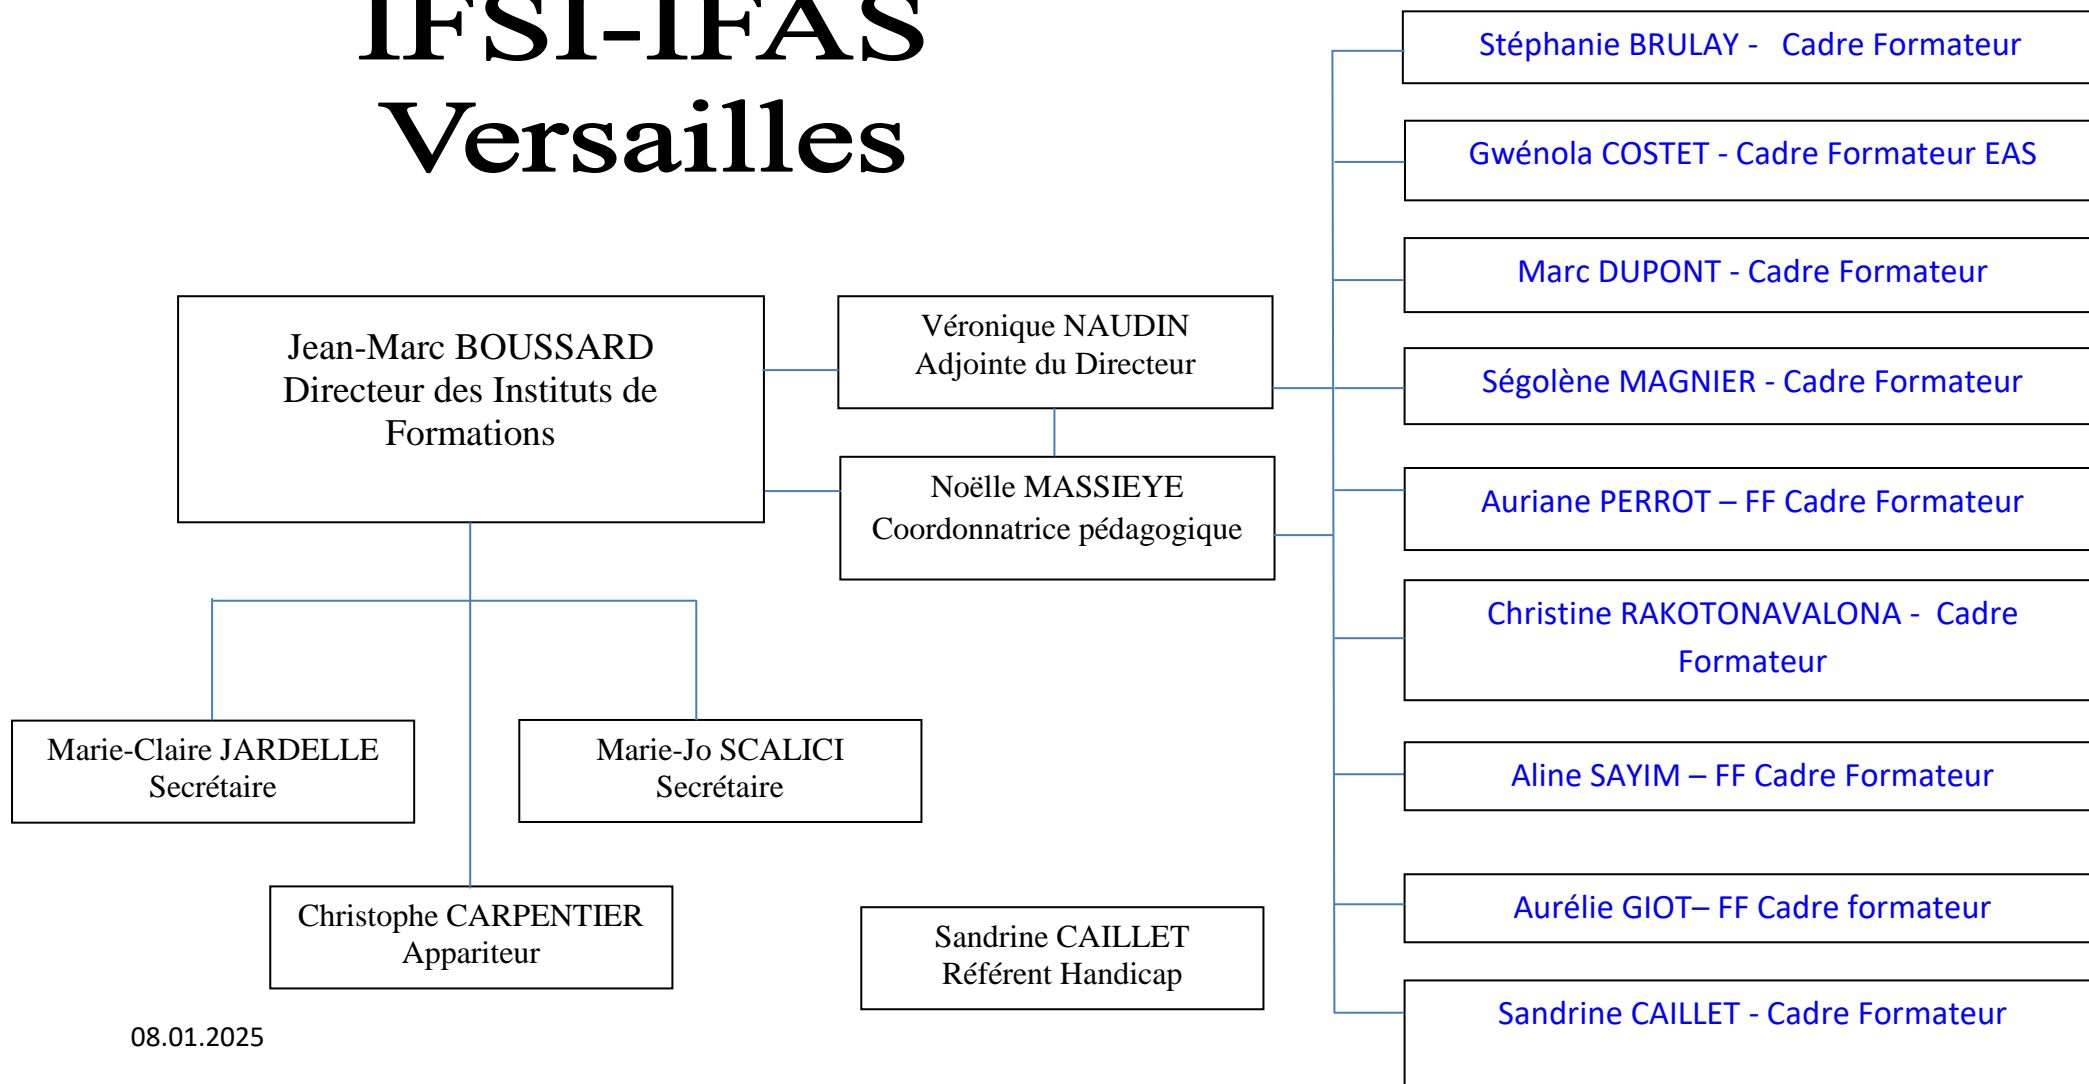 IFSI-IFAS
Versailles
Jean-Marc BOUSSARD
Directeur des Instituts de
Formations
Véronique NAUDIN
Adjointe du Directeur
Noëlle MASSIEYE
Coordonnatrice pédagogique
Marie-Claire JARDELLE
Secrétaire
Marie-Jo SCALICI
Secrétaire
Christophe CARPENTIER
Appariteur
Sandrine CAILLET
Référent Handicap
Stéphanie BRULAY - Cadre Formateur
Gwénola COSTET - Cadre Formateur EAS
Marc DUPONT - Cadre Formateur
Ségolène MAGNIER - Cadre Formateur
Auriane PERROT – FF Cadre Formateur
Christine RAKOTONAVALONA - Cadre
Formateur
Aline SAYIM – FF Cadre Formateur
Aurélie GIOT– FF Cadre formateur
Sandrine CAILLET - Cadre Formateur
08.01.2025